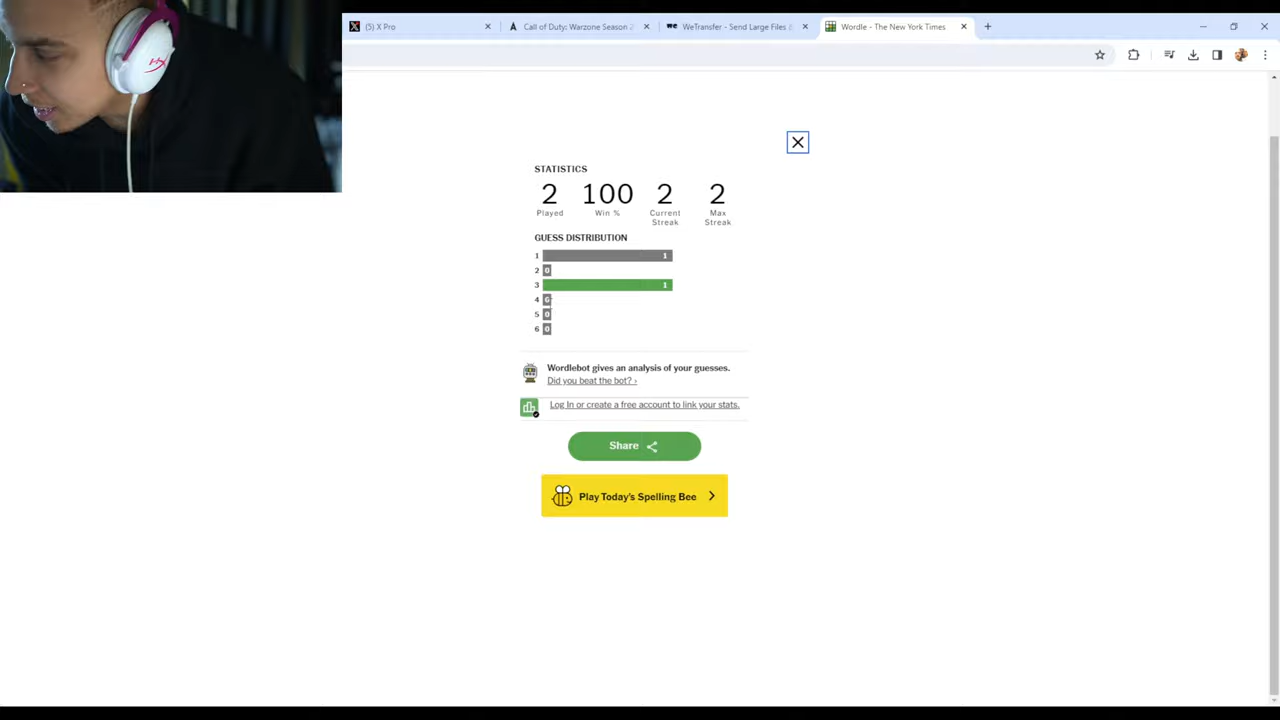 (5) X Pro
Call of Duty: Warzone Season 2
we WeTransfer - Send Large Files &
Wordle - The New York Times
STATISTICS
2 100 2 2
Played Win % Current Streak Max Streak
GUESS DISTRIBUTION
1 1
2 0
3 1
4 0
5 0
6 0
Wordlebot gives an analysis of your guesses.
Did you beat the bot? ›
Log In or create a free account to link your stats.
Share
Play Today's Spelling Bee